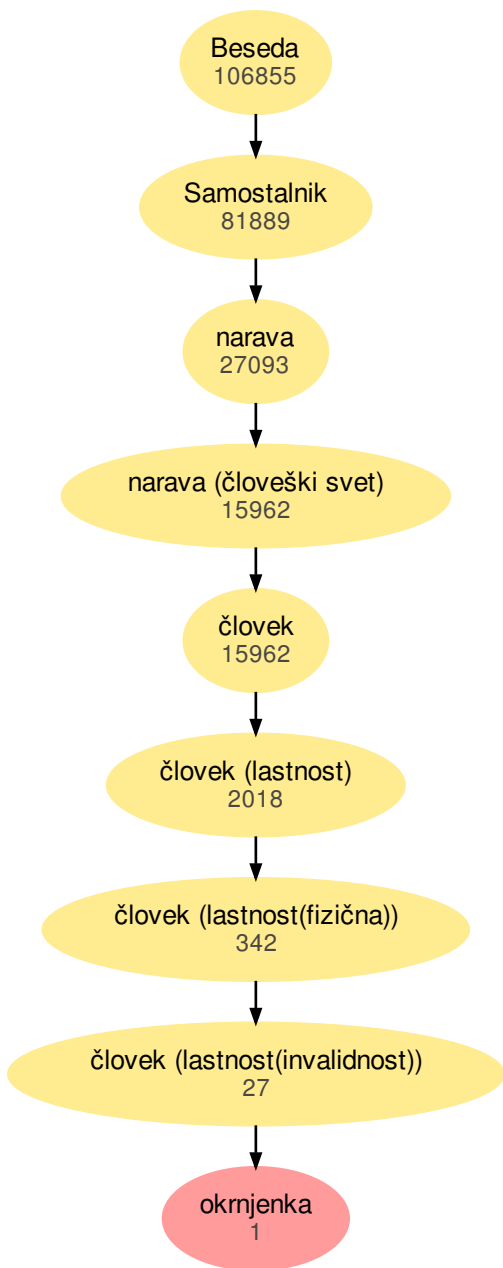 Beseda
106855
Samostalnik
81889
narava
27093
narava (človeški svet)
15962
človek
15962
človek (lastnost)
2018
človek (lastnost(fizična))
342
človek (lastnost(invalidnost))
27
okrnjenka
1